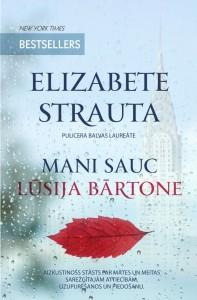 NEW YORK TIMES
BESTSELLERS
ELIZABETE
STRAUTA
PULICERA BALVAS LAUREĀTE
MANI SAUC
LŪSIJA BĀRTONE
AIZKUSTINOŠS STĀSTS PAR MĀTES UN MEITAS
SAREŽĢĪTAJĀM ATTIECĪBĀM,
UZUPURĒŠANOS UN PIEDOŠANU.